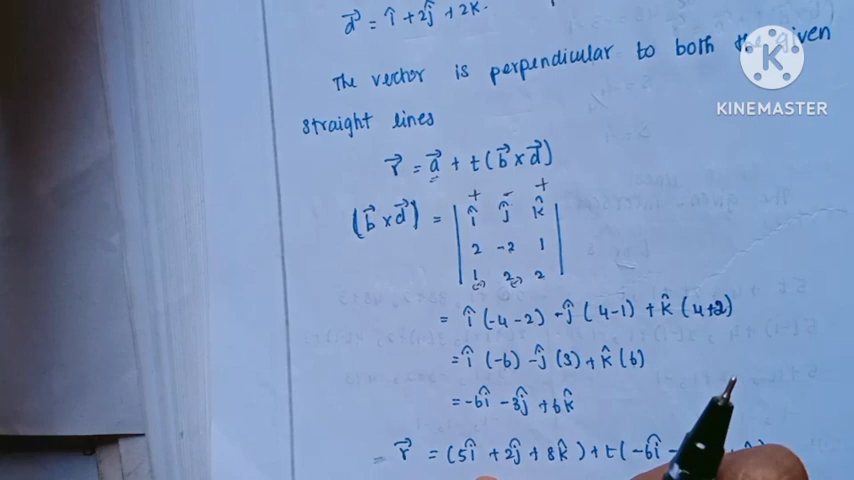 d⃗ = î + 2ĵ + 2k.
The vector is perpendicular to both the given
straight lines
r⃗ = a⃗ + t (b⃗ × d⃗)
+ - +
(b⃗ × d⃗) = | î ĵ k̂ |
2 -2 1
1 2 2
= î (-4-2) -ĵ (4-1) + k̂ (4+2)
= î (-6) -ĵ (3) + k̂ (6)
= -6î - 3ĵ + 6k̂
= r⃗ = (5î + 2ĵ + 8k̂) + t(-6î -
K
KINEMASTER